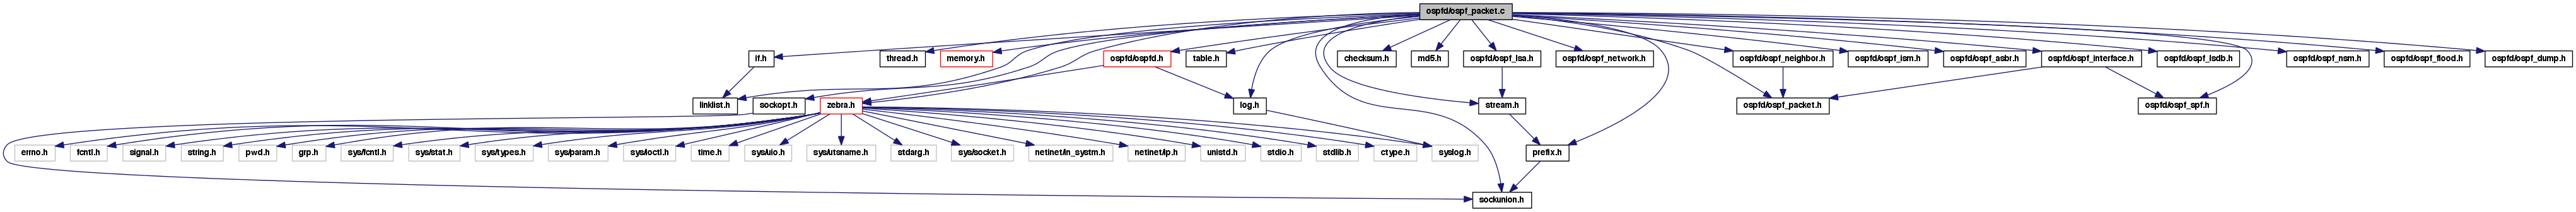 ospfd/ospf_packet.c
if.h
thread.h
memory.h
ospfd/ospfd.h
table.h
checksum.h
md5.h
ospfd/ospf_lsa.h
ospfd/ospf_network.h
ospfd/ospf_neighbor.h
ospfd/ospf_ism.h
ospfd/ospf_asbr.h
ospfd/ospf_interface.h
ospfd/ospf_lsdb.h
ospfd/ospf_nsm.h
ospfd/ospf_flood.h
ospfd/ospf_dump.h
linklist.h
sockopt.h
zebra.h
log.h
stream.h
ospfd/ospf_packet.h
ospfd/ospf_spf.h
errno.h
fcntl.h
signal.h
string.h
pwd.h
grp.h
sys/fcntl.h
sys/stat.h
sys/types.h
sys/param.h
sys/ioctl.h
time.h
sys/uio.h
sys/utsname.h
stdarg.h
sys/socket.h
netinet/in_systm.h
netinet/ip.h
unistd.h
stdio.h
stdlib.h
ctype.h
syslog.h
prefix.h
sockunion.h